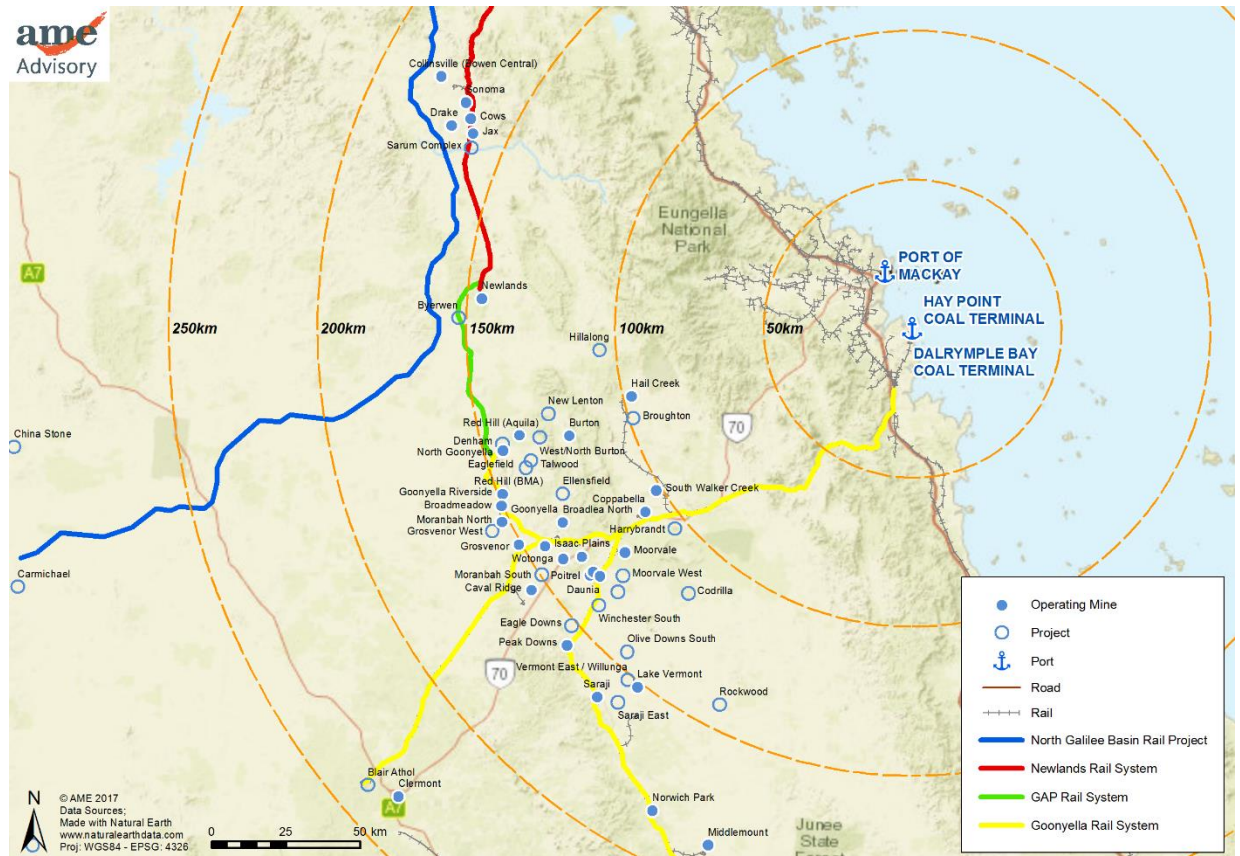 ame
Advisory
Collinsville (Bowen Central)
Sonoma
Drake
Cows
Jax
Sarum Complex
Eungella
National
Park
PORT OF
MACKAY
A7
Newlands
Byerwen
HAY POINT
COAL TERMINAL
250km
200km
150km
100km
50km
Hillalong
DALRYMPLE BAY
COAL TERMINAL
Hail Creek
New Lenton
Broughton
Red Hill (Aquila)
Burton
70
China Stone
Denham
West/North Burton
North Goonyella
Eaglefield
Talwood
Red Hill (BMA)
Ellensfield
Goonyella Riverside
South Walker Creek
Coppabella
Broadmeadow
Goonyella
Broadlea North
Moranbah North
Grosvenor West
Harrybrandt
Grosvenor
Isaac Plains
Wotonga
Moorvale
Carmichael
Moranbah South
Poitrel
Moorvale West
Caval Ridge
Daunia
Codrilla
Winchester South
Eagle Downs
Peak Downs
Olive Downs South
Vermont East / Willunga
70
Lake Vermont
Saraji
Rockwood
Saraji East
Blair Athol
Clermont
A7
Norwich Park
Middlemount
Junee
State
Forest
Operating Mine
Project
Port
Road
Rail
North Galilee Basin Rail Project
Newlands Rail System
GAP Rail System
Goonyella Rail System
N
© AME 2017
Data Sources;
Made with Natural Earth
www.naturalearthdata.com
Proj: WGS84 - EPSG: 4326
0 25 50 km